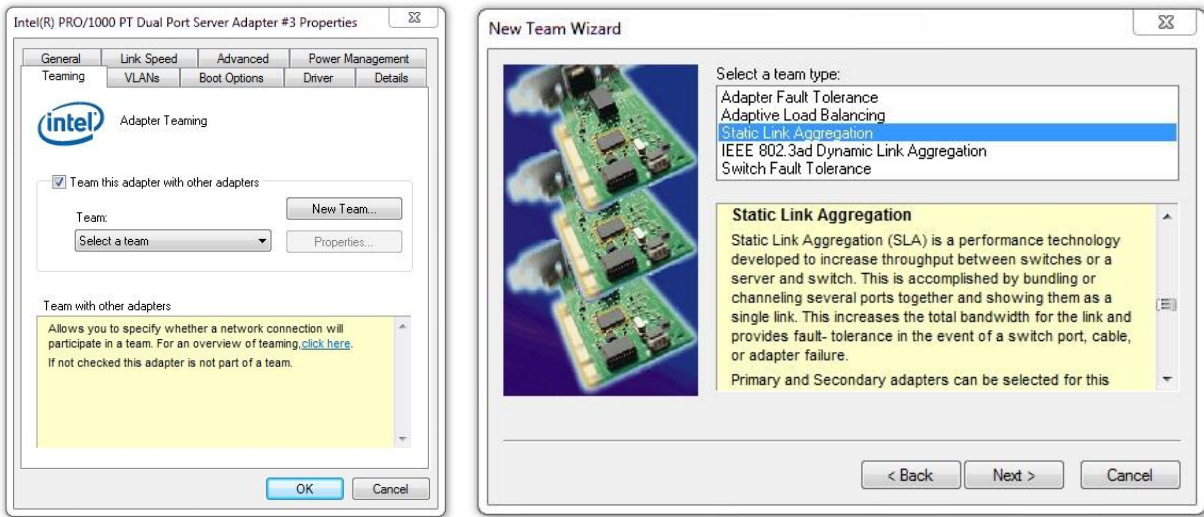 Intel(R) PRO/1000 PT Dual Port Server Adapter #3 Properties
General
Link Speed
Advanced
Power Management
Teaming
VLANs
Boot Options
Driver
Details
intel
Adapter Teaming
Team this adapter with other adapters
New Team...
Team:
Select a team
Properties...
Team with other adapters
Allows you to specify whether a network connection will
participate in a team. For an overview of teaming,click here.
If not checked this adapter is not part of a team.
OK
Cancel
New Team Wizard
Select a team type:
Adapter Fault Tolerance
Adaptive Load Balancing
Static Link Aggregation
IEEE 802.3ad Dynamic Link Aggregation
Switch Fault Tolerance
Static Link Aggregation
Static Link Aggregation (SLA) is a performance technology
developed to increase throughput between switches or a
server and switch. This is accomplished by bundling or
channeling several ports together and showing them as a
single link. This increases the total bandwidth for the link and
provides fault- tolerance in the event of a switch port, cable,
or adapter failure.
Primary and Secondary adapters can be selected for this
< Back
Next >
Cancel